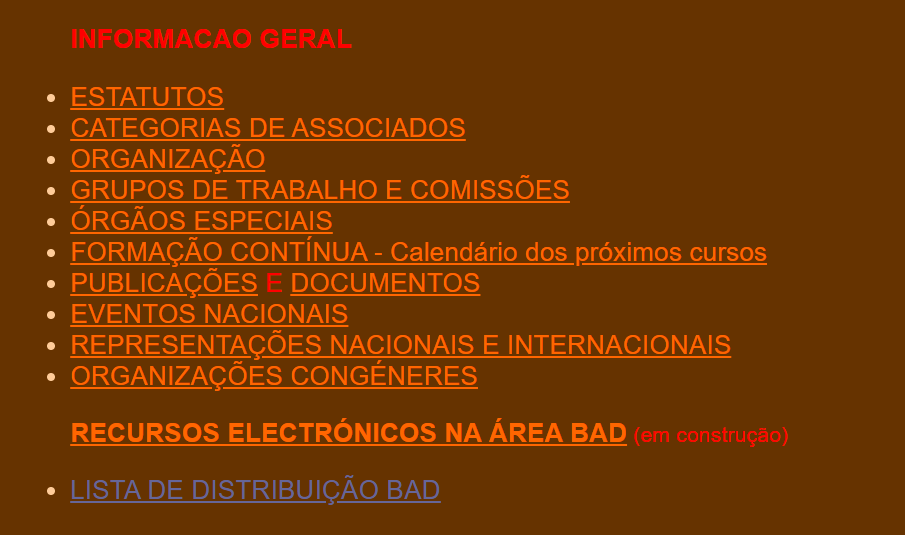 INFORMACAO GERAL
ESTATUTOS
CATEGORIAS DE ASSOCIADOS
ORGANIZAÇÃO
GRUPOS DE TRABALHO E COMISSÕES
ÓRGÃOS ESPECIAIS
FORMAÇÃO CONTÍNUA - Calendário dos próximos cursos
PUBLICAÇÕES E DOCUMENTOS
EVENTOS NACIONAIS
REPRESENTAÇÕES NACIONAIS E INTERNACIONAIS
ORGANIZAÇÕES CONGÉNERES
RECURSOS ELECTRÓNICOS NA ÁREA BAD (em construção)
LISTA DE DISTRIBUIÇÃO BAD